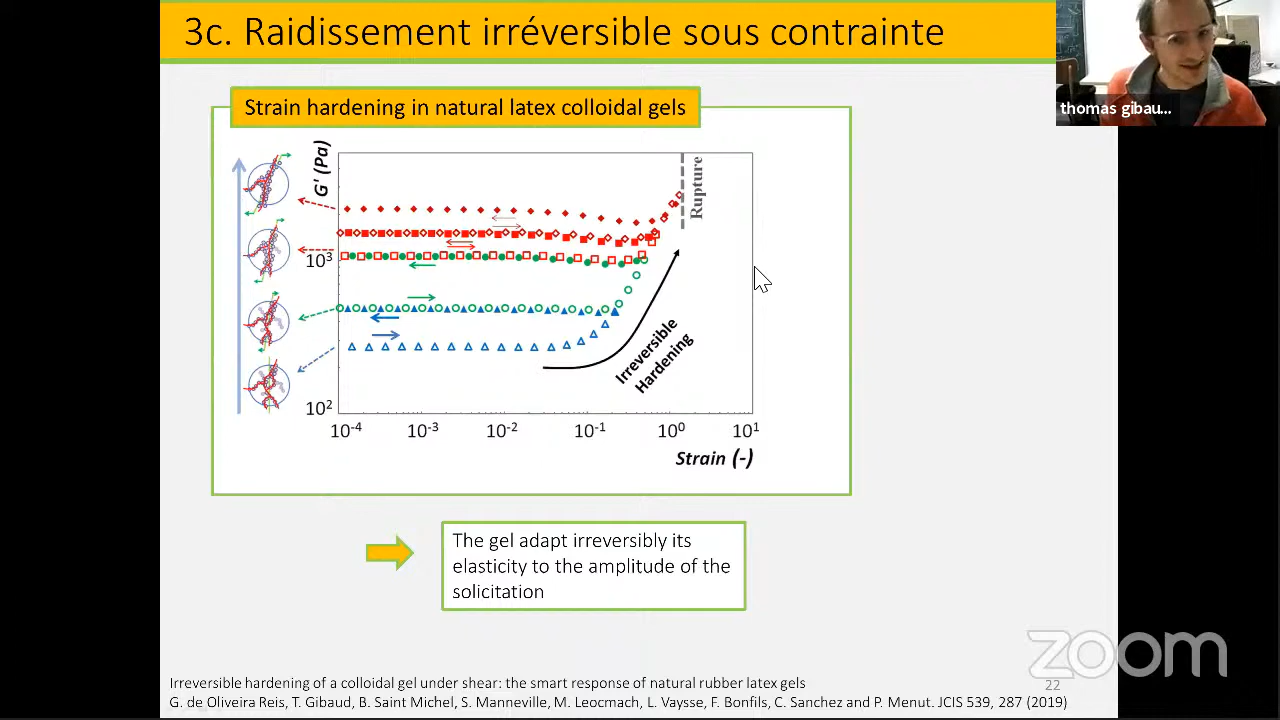 3c. Raidissement irréversible sous contrainte
thomas gibau...
Strain hardening in natural latex colloidal gels
G' (Pa)
Rupture
10³
Irreversible
Hardening
10²
10⁻⁴ 10⁻³ 10⁻² 10⁻¹ 10⁰ 10¹
Strain (-)
The gel adapt irreversibly its
elasticity to the amplitude of the
solicitation
zoom
22
Irreversible hardening of a colloidal gel under shear: the smart response of natural rubber latex gels
G. de Oliveira Reis, T. Gibaud, B. Saint Michel, S. Manneville, M. Leocmach, L. Vaysse, F. Bonfils, C. Sanchez and P. Menut. JCIS 539, 287 (2019)